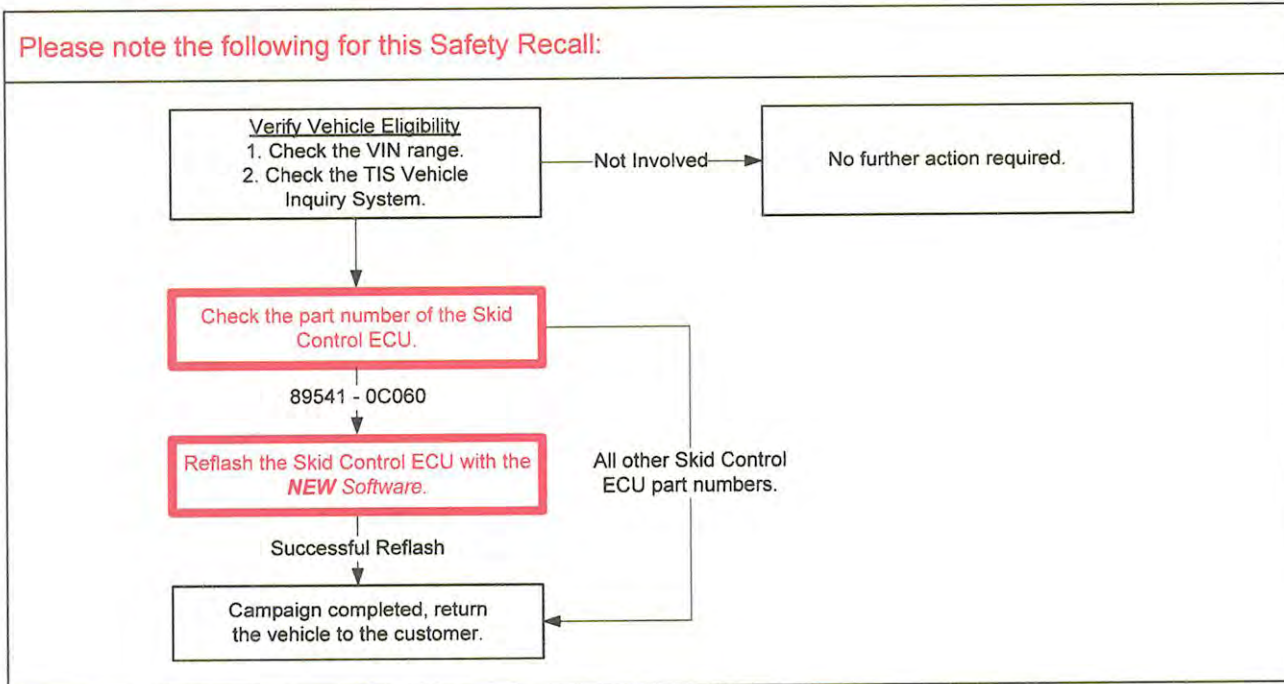 Please note the following for this Safety Recall:
Verify Vehicle Eligibility
1. Check the VIN range.
2. Check the TIS Vehicle
Inquiry System.
Not Involved
No further action required.
Check the part number of the Skid
Control ECU.
89541 - 0C060
Reflash the Skid Control ECU with the
NEW Software.
All other Skid Control
ECU part numbers.
Successful Reflash
Campaign completed, return
the vehicle to the customer.